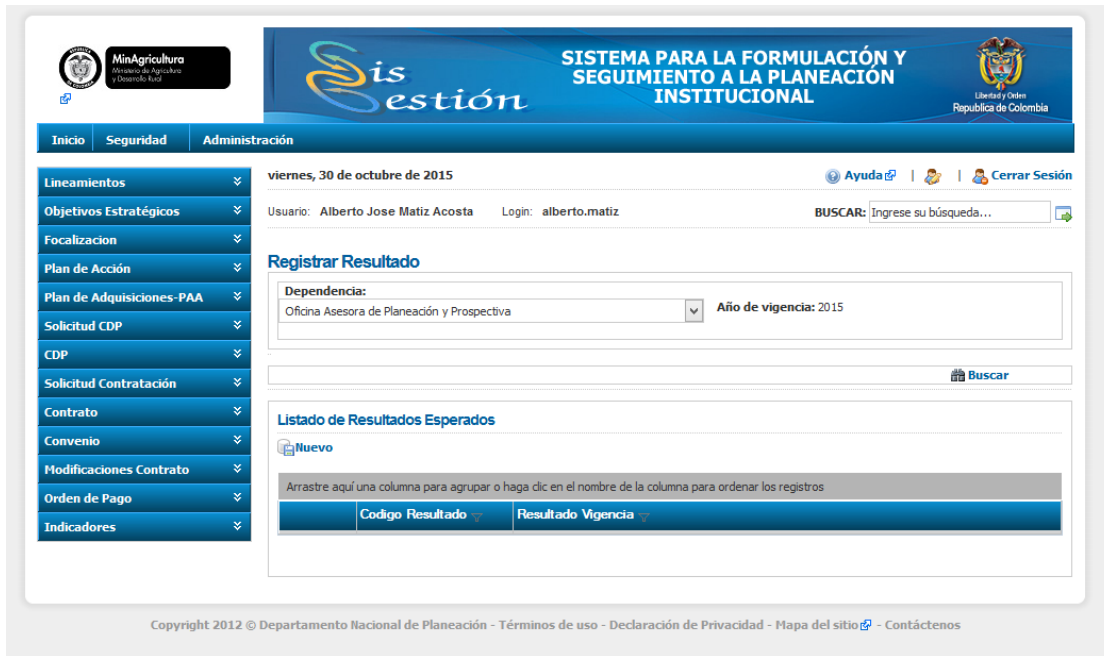 MinAgricultura
Ministerio de Agricultura
y Desarrollo Rural
Sis
Gestión
SISTEMA PARA LA FORMULACIÓN Y
SEGUIMIENTO A LA PLANEACIÓN
INSTITUCIONAL
Libertad y Orden
Republica de Colombia
Inicio Seguridad Administración
Lineamientos
Objetivos Estratégicos
Focalizacion
Plan de Acción
Plan de Adquisiciones-PAA
Solicitud CDP
CDP
Solicitud Contratación
Contrato
Convenio
Modificaciones Contrato
Orden de Pago
Indicadores
viernes, 30 de octubre de 2015 Ayuda | | Cerrar Sesión
Usuario: Alberto Jose Matiz Acosta Login: alberto.matiz BUSCAR: Ingrese su búsqueda...
Registrar Resultado
Dependencia:
Oficina Asesora de Planeación y Prospectiva Año de vigencia: 2015
Buscar
Listado de Resultados Esperados
Nuevo
Arrastre aquí una columna para agrupar o haga clic en el nombre de la columna para ordenar los registros
Codigo Resultado Resultado Vigencia
Copyright 2012 © Departamento Nacional de Planeación - Términos de uso - Declaración de Privacidad - Mapa del sitio - Contáctenos